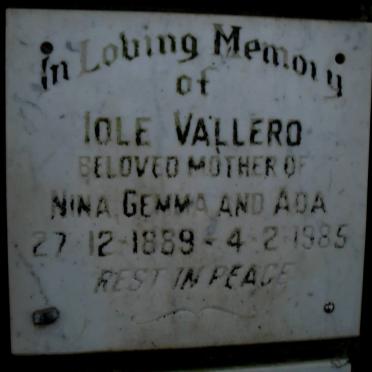 In Loving Memory
of
IOLE VALLERO
BELOVED MOTHER OF
NINA, GEMMA AND ADA
27-12-1889 - 4-2-1985
REST IN PEACE